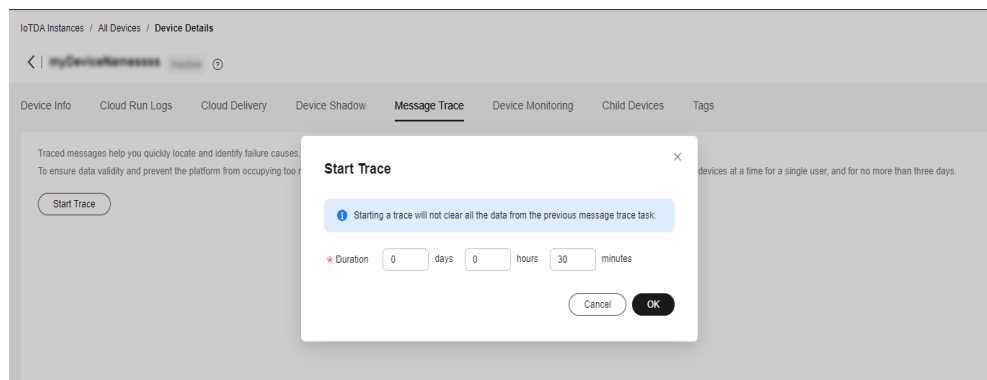 IoTDA Instances / All Devices / Device Details
Device Info Cloud Run Logs Cloud Delivery Device Shadow Message Trace Device Monitoring Child Devices Tags
Traced messages help you quickly locate and identify failure causes.
To ensure data validity and prevent the platform from occupying too devices at a time for a single user, and for no more than three days.
Start Trace
Start Trace
Starting a trace will not clear all the data from the previous message trace task.
* Duration 0 days 0 hours 30 minutes
Cancel OK